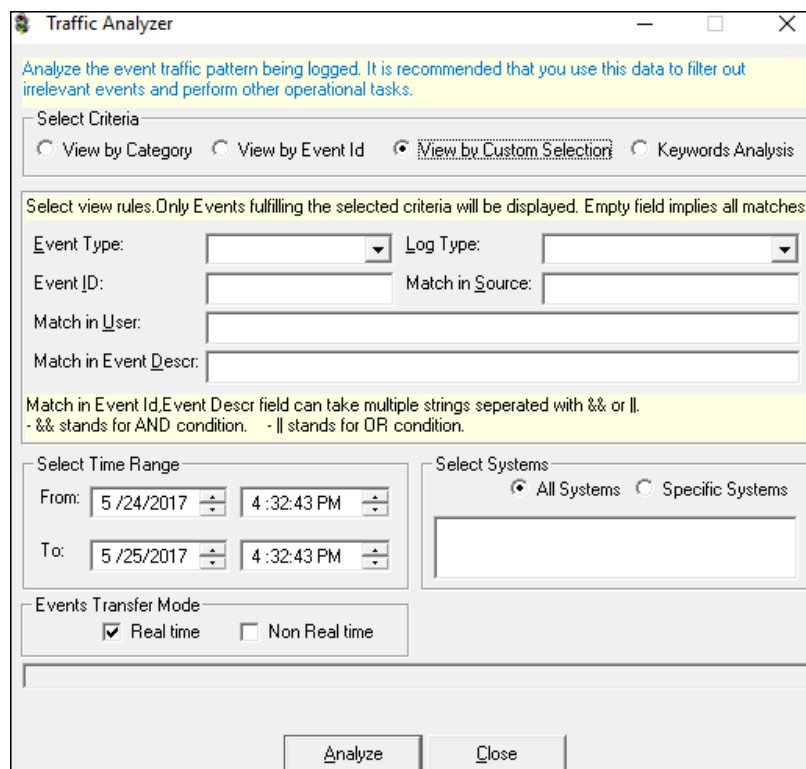 Traffic Analyzer
Analyze the event traffic pattern being logged. It is recommended that you use this data to filter out
irrelevant events and perform other operational tasks.
Select Criteria
View by Category View by Event Id View by Custom Selection Keywords Analysis
Select view rules.Only Events fulfilling the selected criteria will be displayed. Empty field implies all matches
Event Type: Log Type:
Event ID: Match in Source:
Match in User:
Match in Event Descr:
Match in Event Id,Event Descr field can take multiple strings seperated with && or ||.
- && stands for AND condition. - || stands for OR condition.
Select Time Range Select Systems
All Systems Specific Systems
From: 5 /24/2017 4 :32:43 PM
To: 5 /25/2017 4 :32:43 PM
Events Transfer Mode
Real time Non Real time
Analyze Close